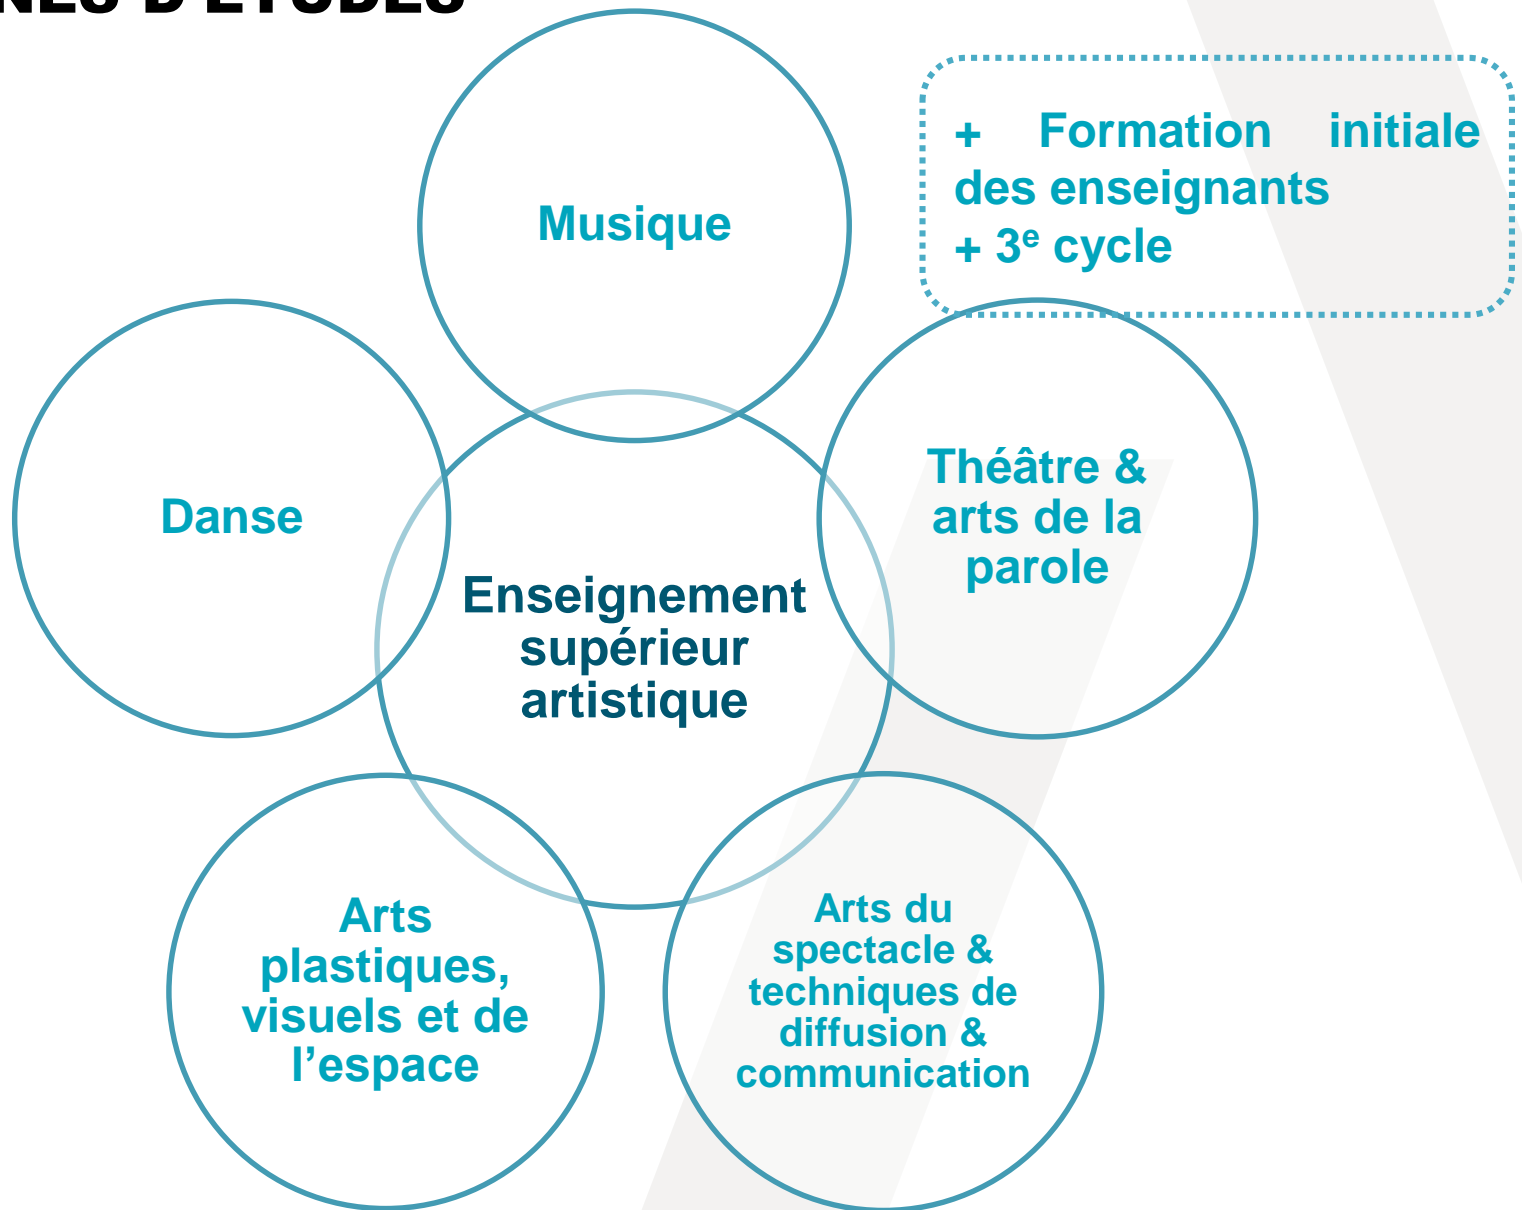 D'ÉTUDES
Musique
+ Formation initiale
des enseignants
+ 3e cycle
Danse
Théâtre &
arts de la
parole
Enseignement
supérieur
artistique
Arts
plastiques,
visuels et de
l’espace
Arts du
spectacle &
techniques de
diffusion &
communication